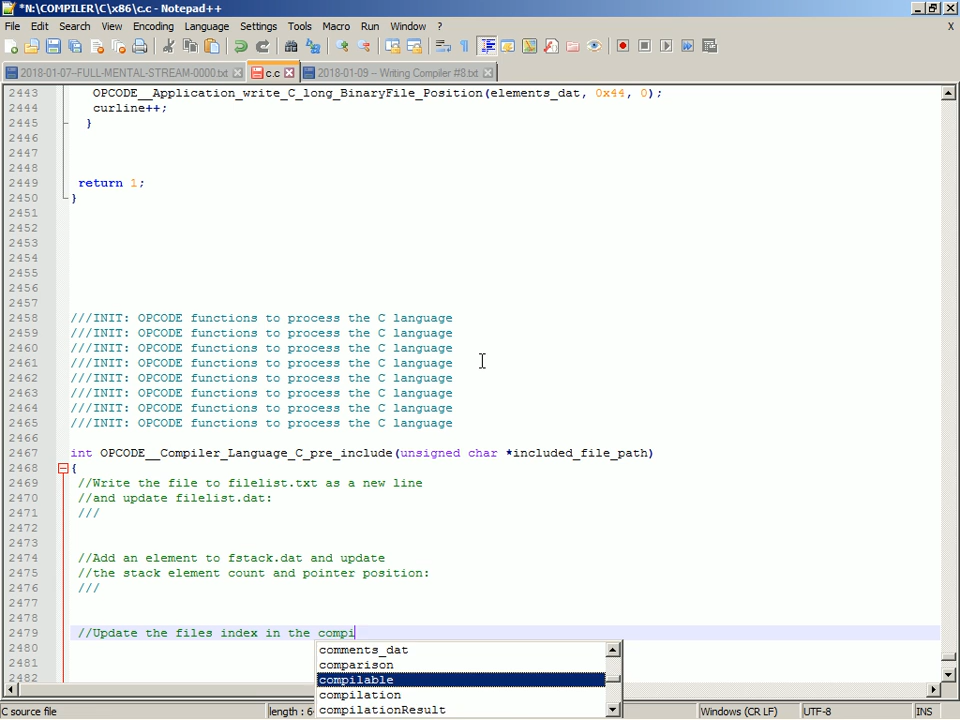 *N:\COMPILER\C\x86\c.c - Notepad++
File Edit Search View Encoding Language Settings Tools Macro Run Window ? X
2018-01-07-FULL-MENTAL-STREAM-0000.txt c.c 2018-01-09 -- Writing Compiler #8.txt
2443 OPCODE__Application_write_C_long_BinaryFile_Position(elements_dat, 0x44, 0);
2444 curline++;
2445 }
2446
2447
2448
2449 return 1;
2450 }
2451
2452
2453
2454
2455
2456
2457
2458 ///INIT: OPCODE functions to process the C language
2459 ///INIT: OPCODE functions to process the C language
2460 ///INIT: OPCODE functions to process the C language
2461 ///INIT: OPCODE functions to process the C language
2462 ///INIT: OPCODE functions to process the C language
2463 ///INIT: OPCODE functions to process the C language
2464 ///INIT: OPCODE functions to process the C language
2465 ///INIT: OPCODE functions to process the C language
2466
2467 int OPCODE__Compiler_Language_C_pre_include(unsigned char *included_file_path)
2468 {
2469 //Write the file to filelist.txt as a new line
2470 //and update filelist.dat:
2471 ///
2472
2473
2474 //Add an element to fstack.dat and update
2475 //the stack element count and pointer position:
2476 ///
2477
2478
2479 //Update the files index in the compi
2480 comments_dat
comparison
2481 compilable
compilation
2482 compilationResult
C source file length : 6 Windows (CR LF) UTF-8 INS